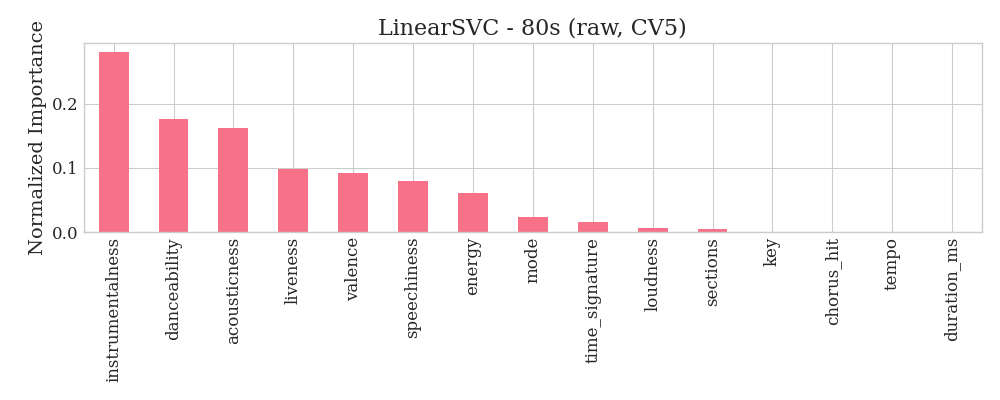 LinearSVC - 80s (raw, CV5)
Normalized Importance
0.2
0.1
0.0
instrumentalness
danceability
acousticness
liveness
valence
speechiness
energy
mode
time_signature
loudness
sections
key
chorus_hit
tempo
duration_ms